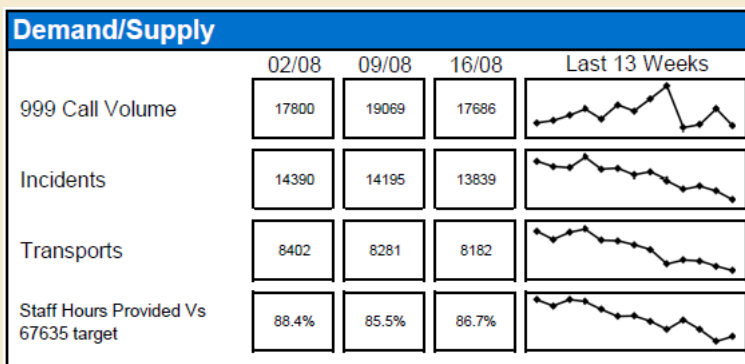 Demand/Supply
02/08 09/08 16/08 Last 13 Weeks
999 Call Volume 17800 19069 17686
Incidents 14390 14195 13839
Transports 8402 8281 8182
Staff Hours Provided Vs
67635 target 88.4% 85.5% 86.7%